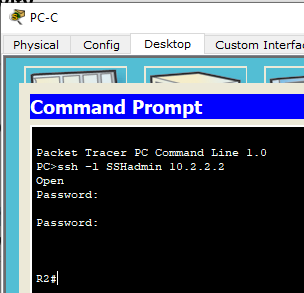 PC-C
Physical Config Desktop Custom Interfa
Command Prompt
Packet Tracer PC Command Line 1.0
PC>ssh -l SSHadmin 10.2.2.2
Open
Password:
Password:
R2#